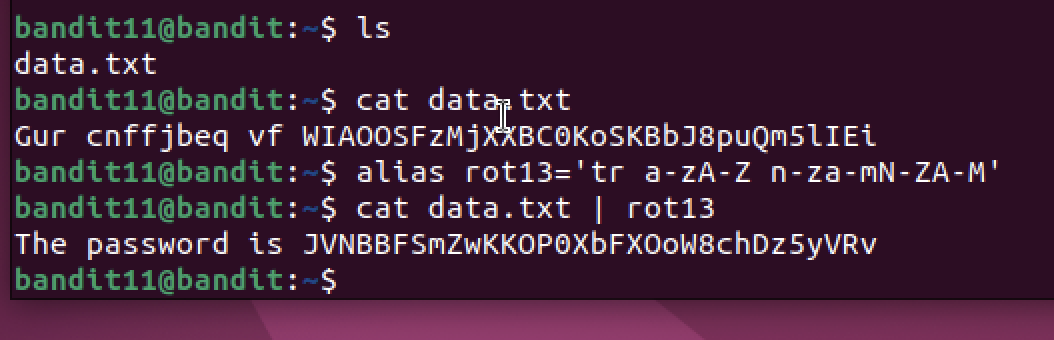 bandit11@bandit:~$ ls
data.txt
bandit11@bandit:~$ cat data.txt
Gur cnffjbeq vf WIAOOSFzMjXXBC0KoSKBbJ8puQm5lIEi
bandit11@bandit:~$ alias rot13='tr a-zA-Z n-za-mN-ZA-M'
bandit11@bandit:~$ cat data.txt | rot13
The password is JVNBBFSmZwKKOP0XbFXOoW8chDz5yVRv
bandit11@bandit:~$